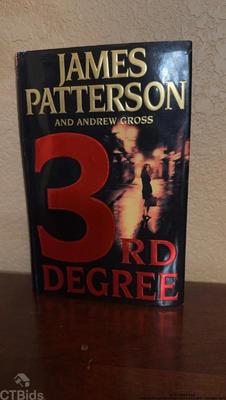 JAMES
PATTERSON
AND ANDREW GROSS
3
RD
DEGREE
CTBids